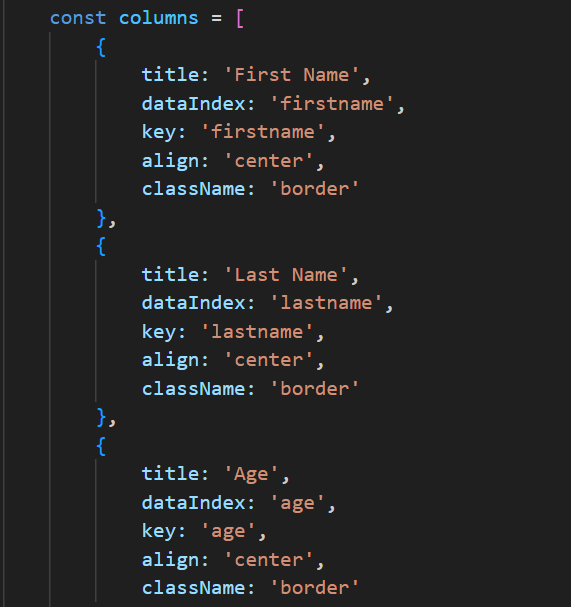 const columns = [
{
title: 'First Name',
dataIndex: 'firstname',
key: 'firstname',
align: 'center',
className: 'border'
},
{
title: 'Last Name',
dataIndex: 'lastname',
key: 'lastname',
align: 'center',
className: 'border'
},
{
title: 'Age',
dataIndex: 'age',
key: 'age',
align: 'center',
className: 'border'